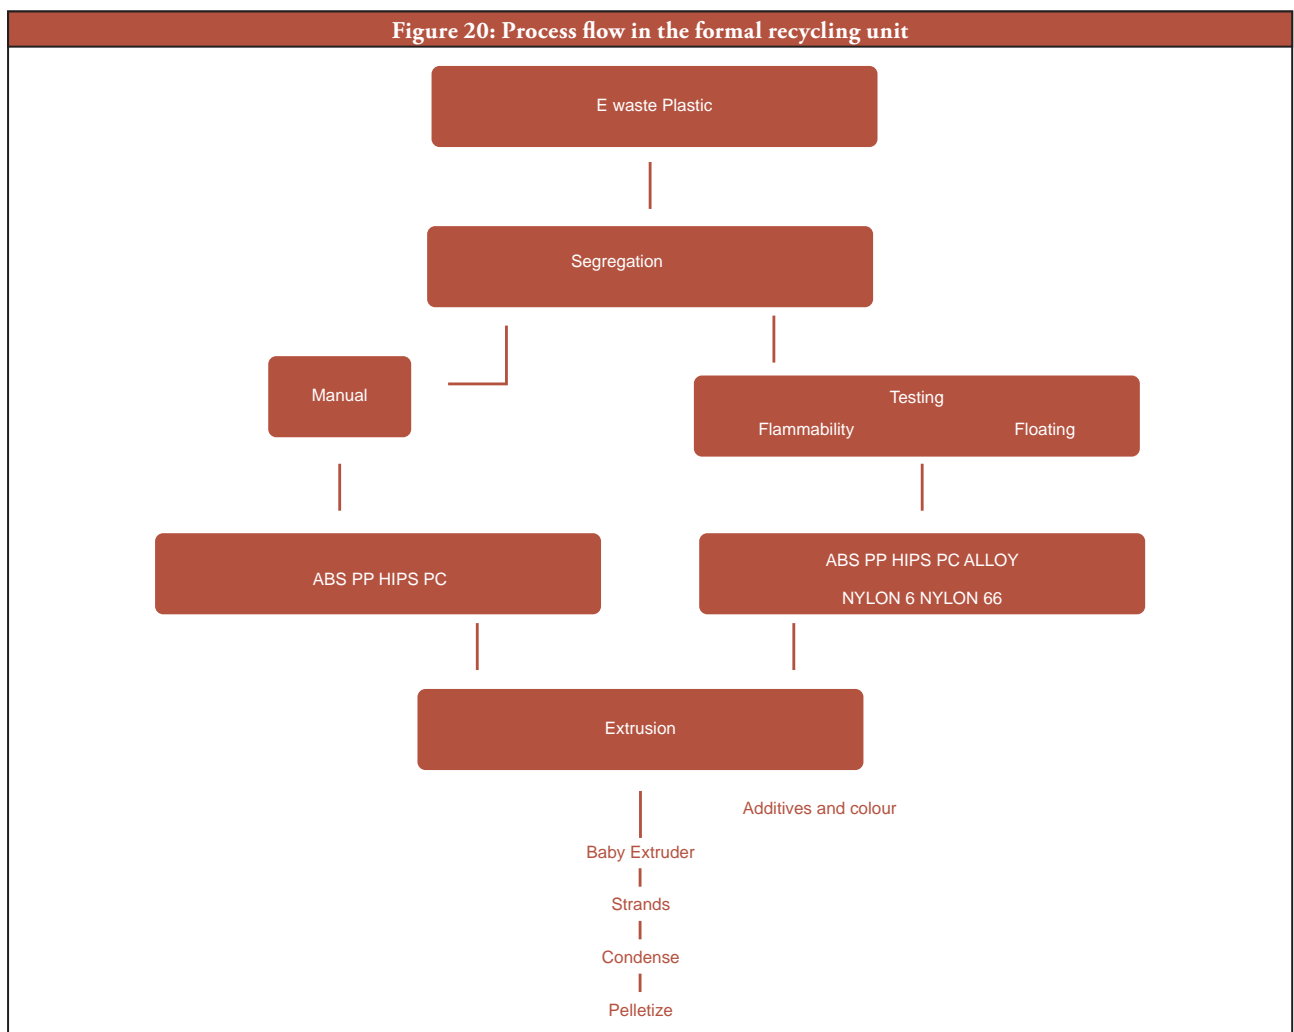 Figure 20: Process flow in the formal recycling unit
E waste Plastic
Segregation
Manual
Testing
Flammability Floating
ABS PP HIPS PC
ABS PP HIPS PC ALLOY
NYLON 6 NYLON 66
Extrusion
Additives and colour
Baby Extruder
Strands
Condense
Pelletize